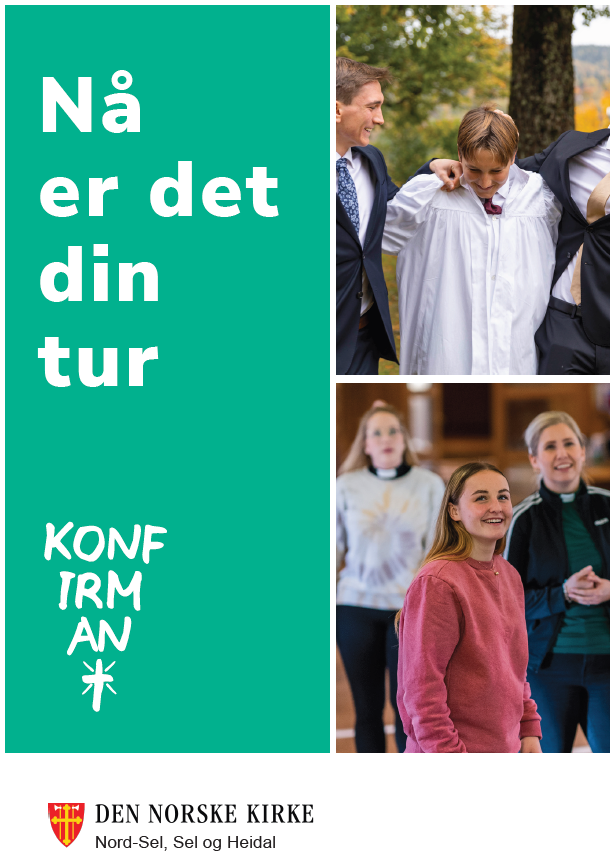 Nå
er det
din
tur
KONF
IRM
AN
DEN NORSKE KIRKE
Nord-Sel, Sel og Heidal